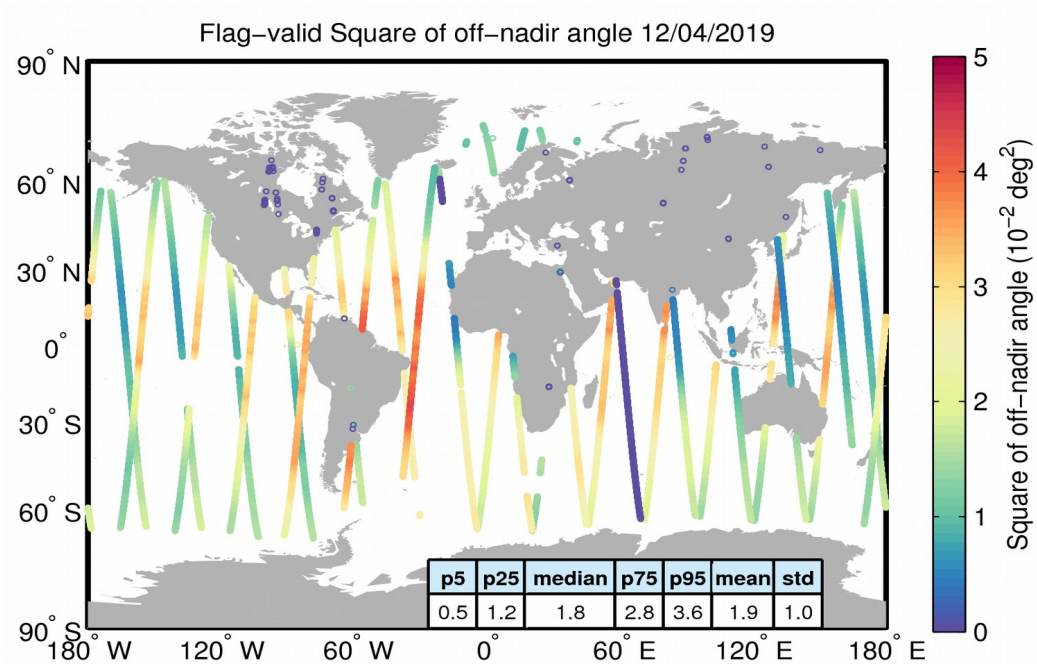 Flag−valid Square of off−nadir angle 12/04/2019
90° N
60° N
30° N
0°
30° S
60° S
90° S
180° W
120° W
60° W
0°
60° E
120° E
180° E
p5 p25 median p75 p95 mean std
0.5 1.2 1.8 2.8 3.6 1.9 1.0
5
4
3
2
1
0
Square of off−nadir angle (10⁻² deg²)